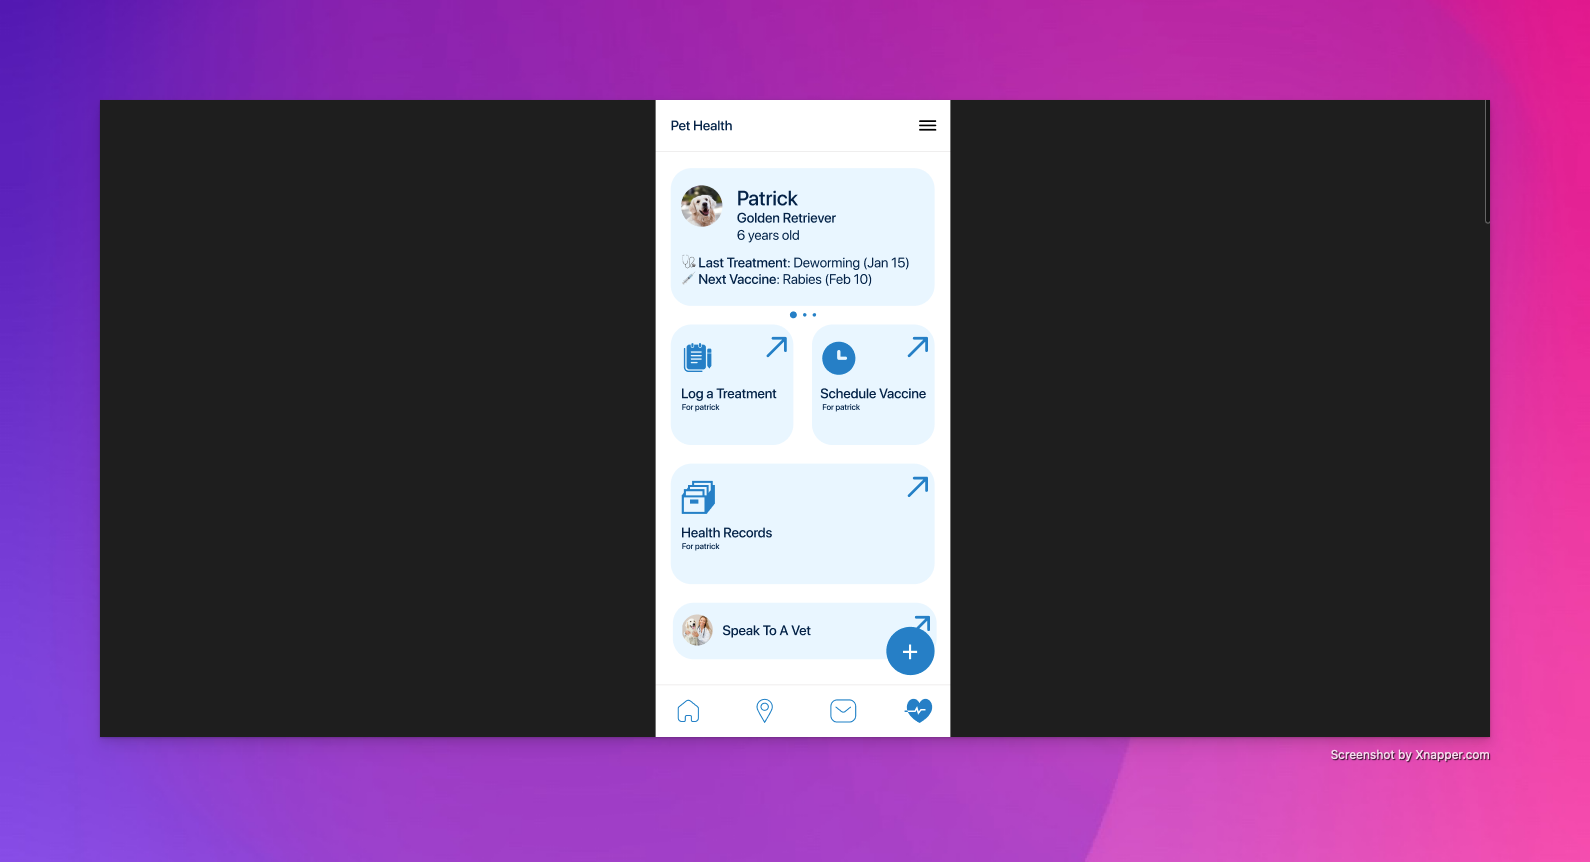 Pet Health
Patrick
Golden Retriever
6 years old
Last Treatment: Deworming (Jan 15)
Next Vaccine: Rabies (Feb 10)
Log a Treatment
For patrick
Schedule Vaccine
For patrick
Health Records
For patrick
Speak To A Vet
Screenshot by Xnapper.com